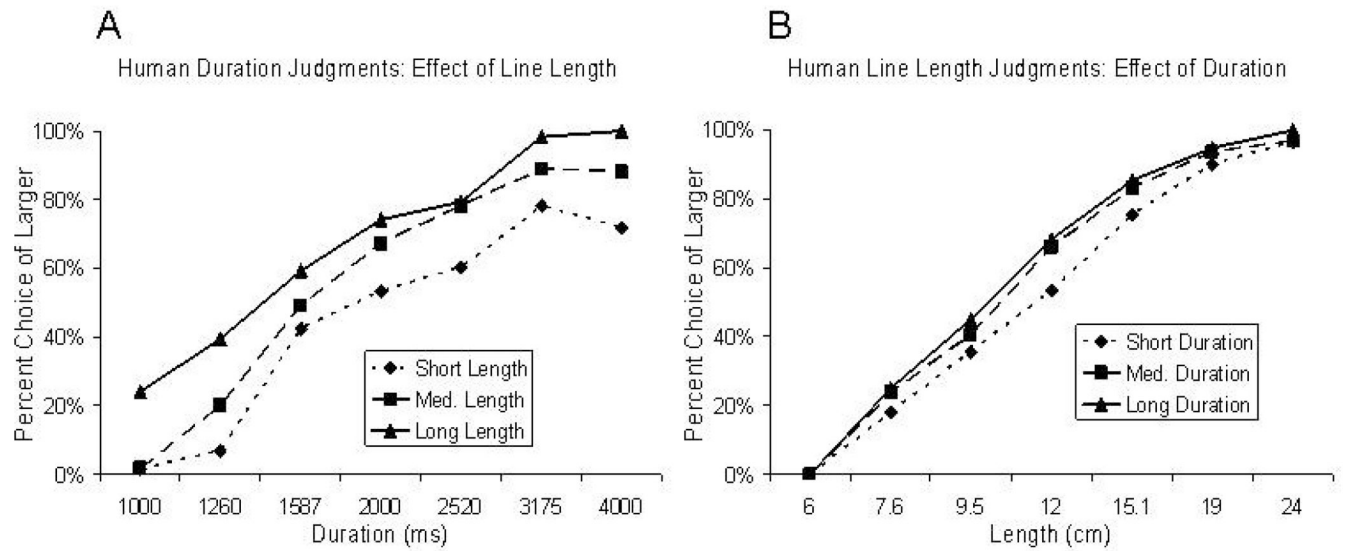 A
Human Duration Judgments: Effect of Line Length
Percent Choice of Larger
100%
80%
60%
40%
20%
0%
Short Length
Med. Length
Long Length
1000 1260 1587 2000 2520 3175 4000
Duration (ms)
B
Human Line Length Judgments: Effect of Duration
Percent Choice of Larger
100%
80%
60%
40%
20%
0%
Short Duration
Med. Duration
Long Duration
6 7.6 9.5 12 15.1 19 24
Length (cm)